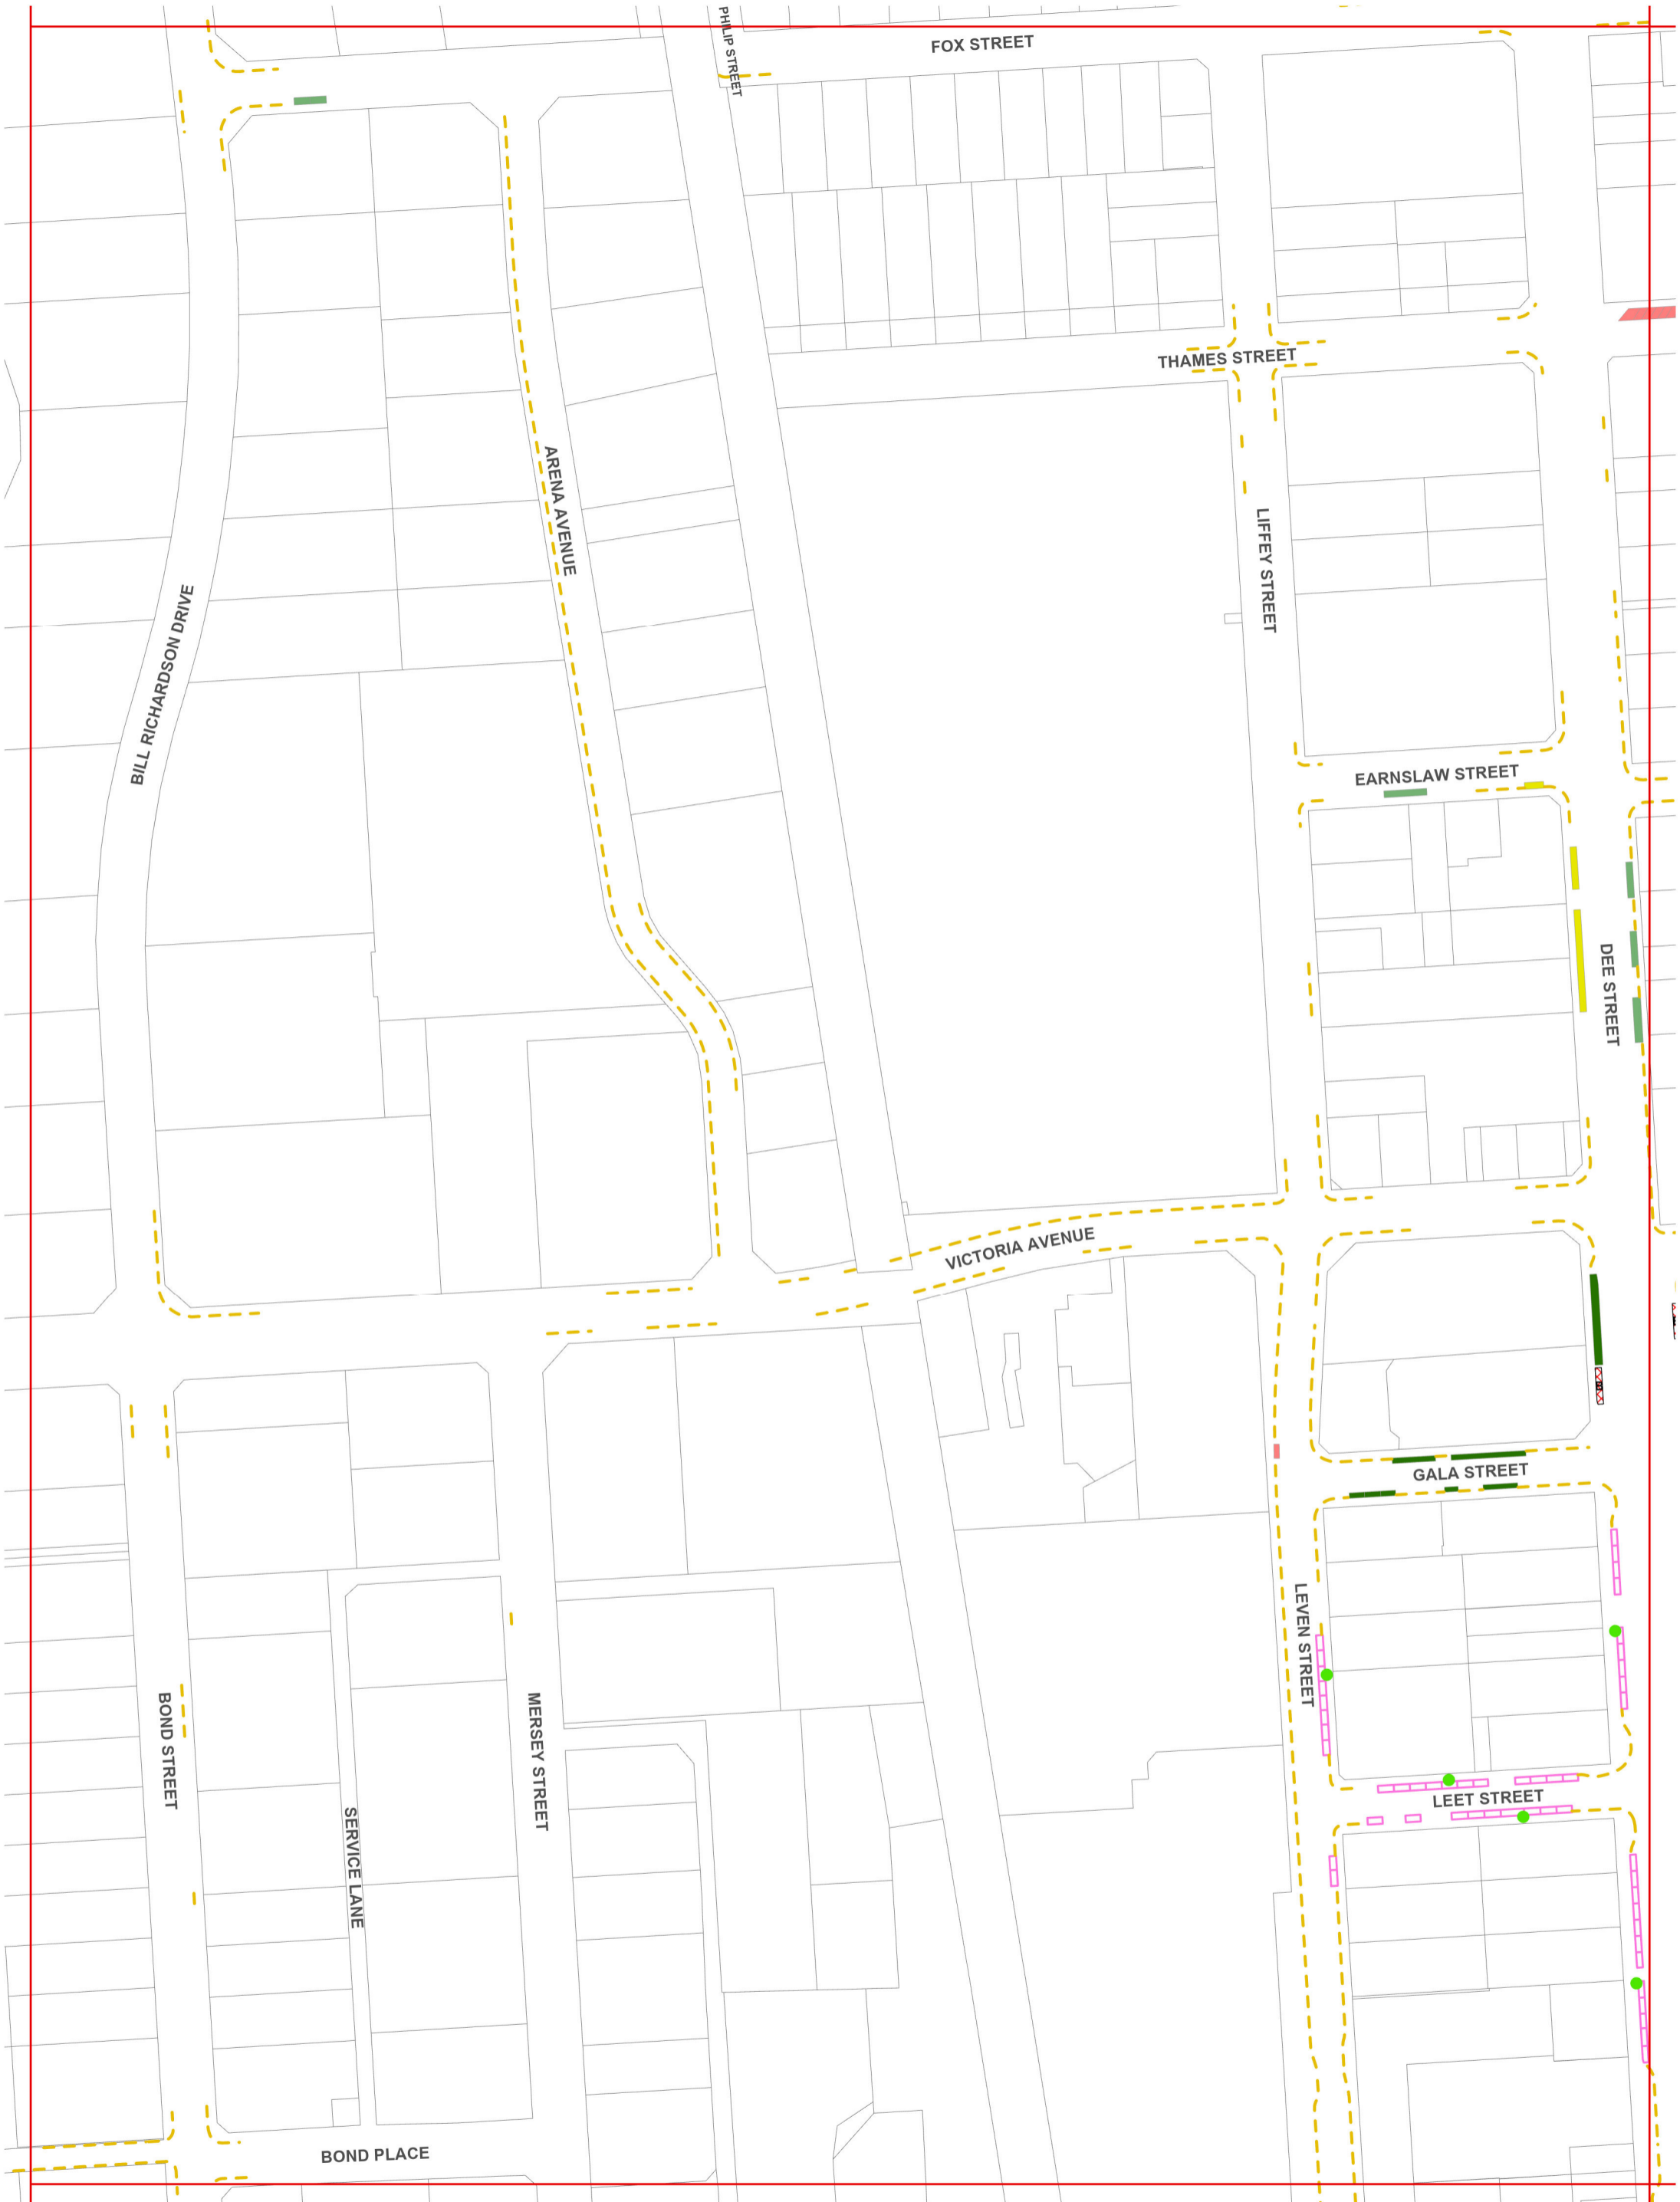 PHILIP STREET
FOX STREET
THAMES STREET
ARENA AVENUE
LIFFEY STREET
BILL RICHARDSON DRIVE
EARNSLAW STREET
DEE STREET
VICTORIA AVENUE
GALA STREET
LEVEN STREET
BOND STREET
MERSEY STREET
LEET STREET
SERVICE LANE
BOND PLACE